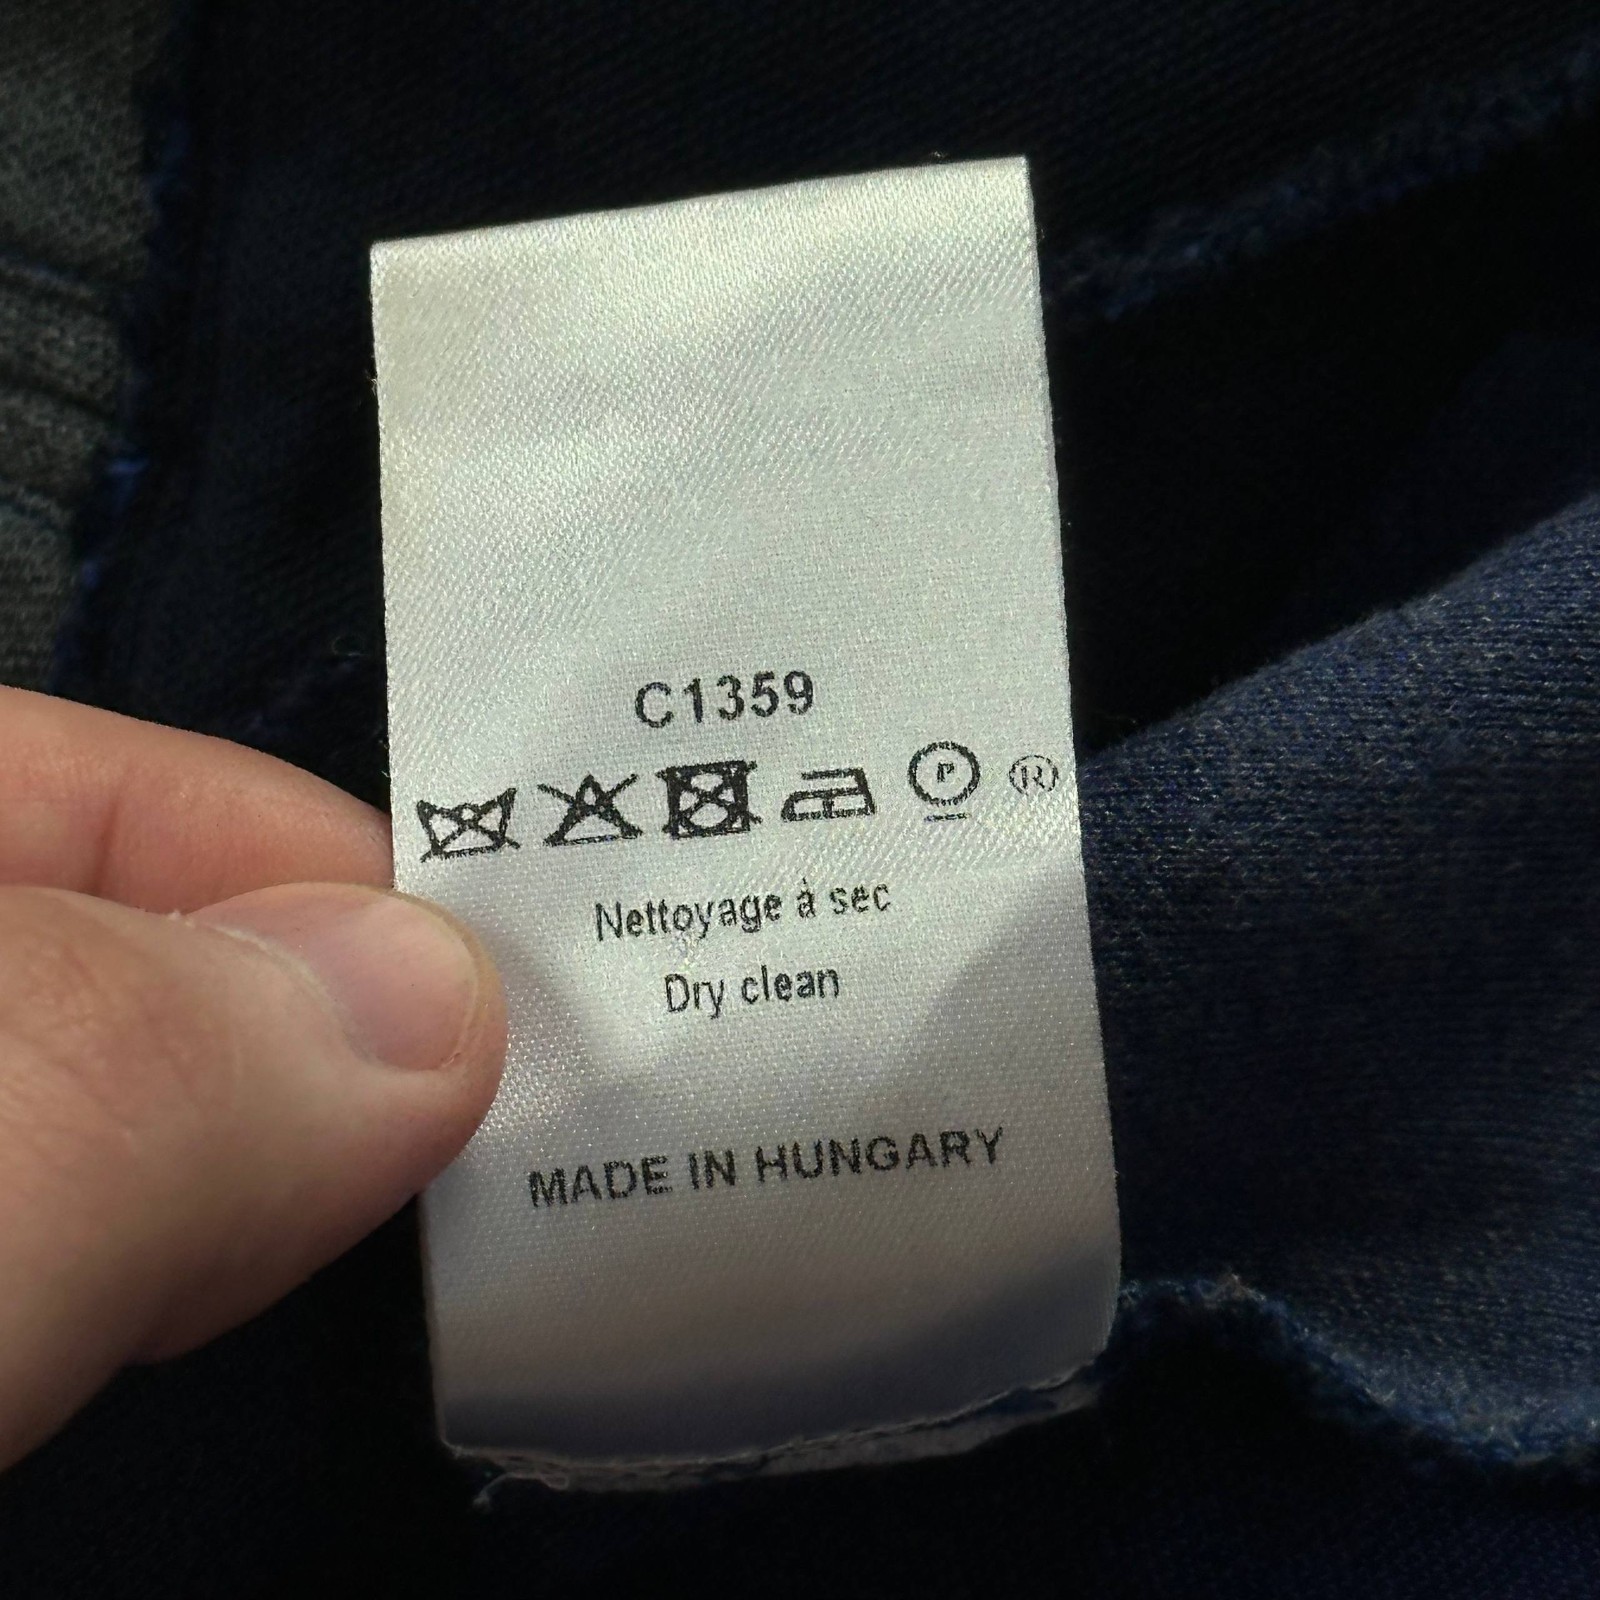 C1359
P ®
Nettoyage à sec
Dry clean
MADE IN HUNGARY